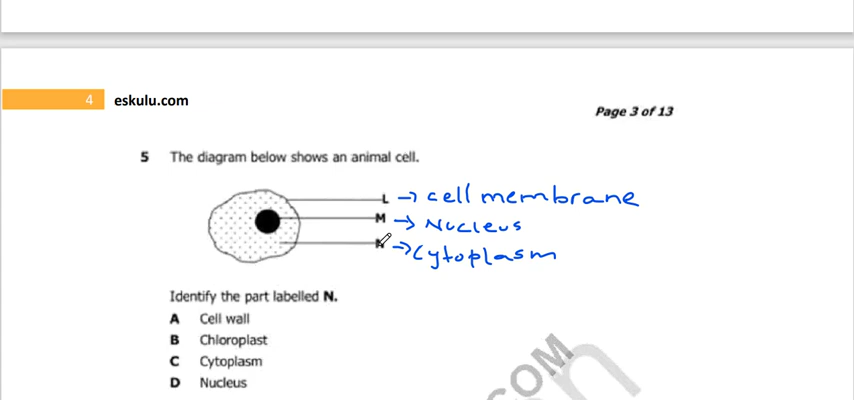 4 eskulu.com
Page 3 of 13
5 The diagram below shows an animal cell.
L → cell membrane
M → Nucleus
N → Cytoplasm
Identify the part labelled N.
A Cell wall
B Chloroplast
C Cytoplasm
D Nucleus
.COM